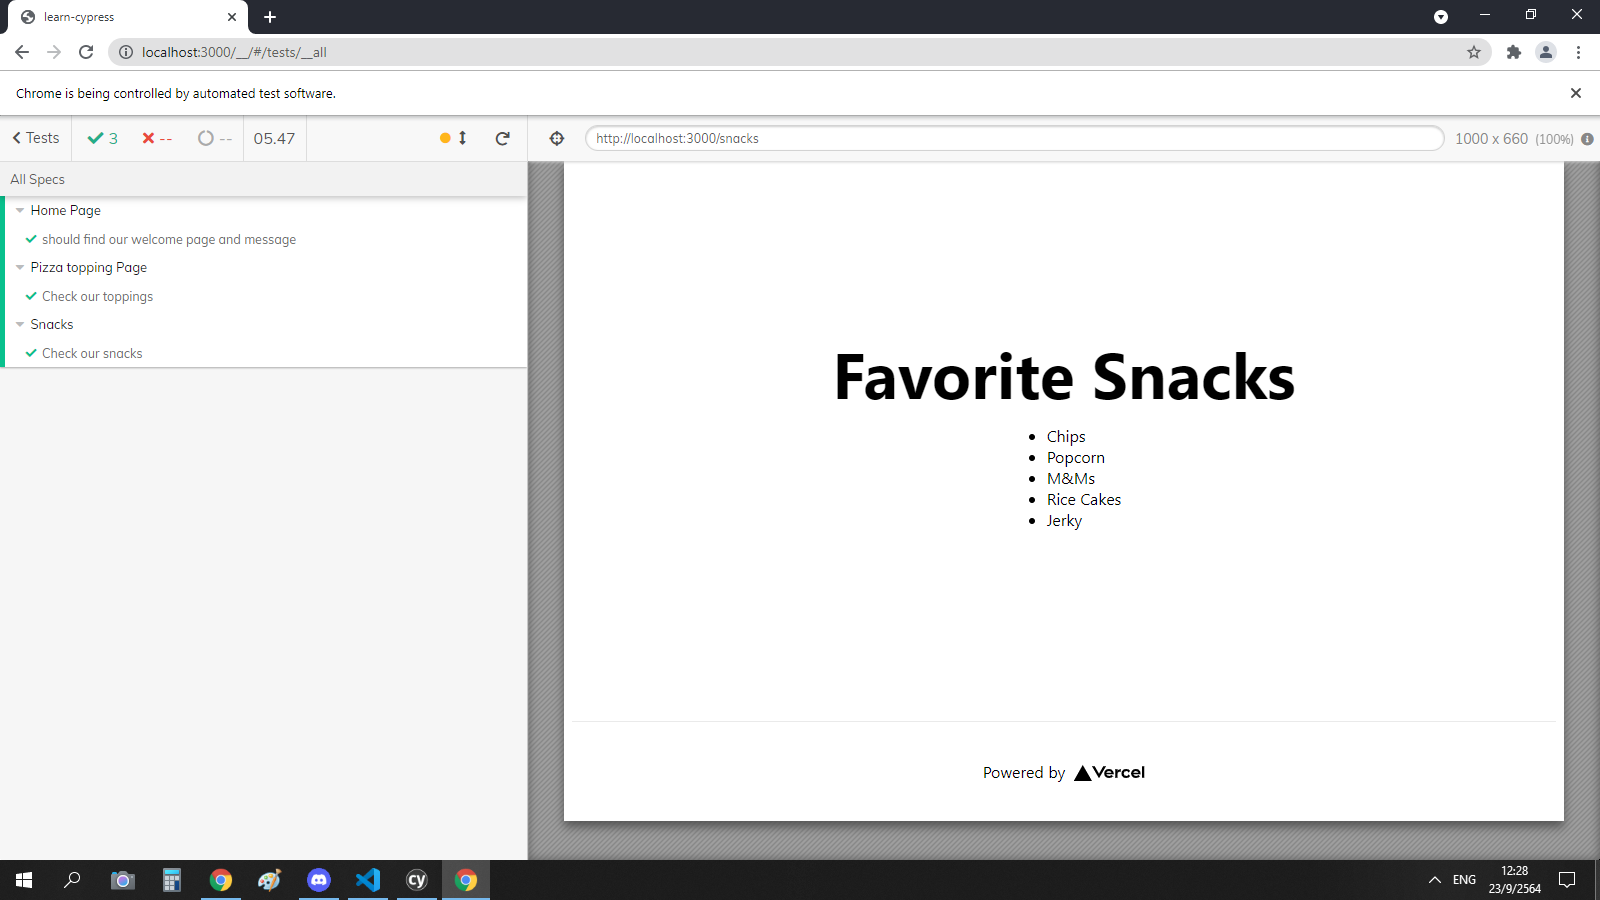 learn-cypress
localhost:3000/__/#/tests/__all
Chrome is being controlled by automated test software.
Tests
3
--
--
05.47
http://localhost:3000/snacks
1000 x 660 (100%)
All Specs
Home Page
should find our welcome page and message
Pizza topping Page
Check our toppings
Snacks
Check our snacks
Favorite Snacks
Chips
Popcorn
M&Ms
Rice Cakes
Jerky
Powered by Vercel
cy
ENG
12:28
23/9/2564